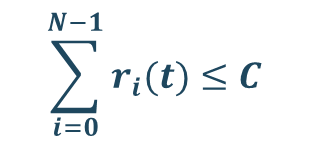 N−1
∑ rᵢ(t) ≤ C
i=0